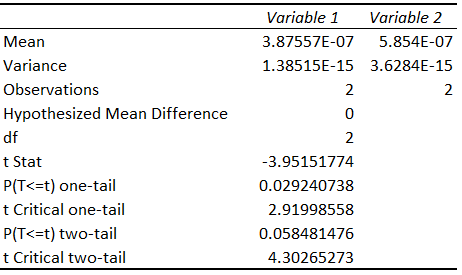 Variable 1 Variable 2
Mean 3.87557E-07 5.854E-07
Variance 1.38515E-15 3.6284E-15
Observations 2 2
Hypothesized Mean Difference 0
df 2
t Stat -3.95151774
P(T<=t) one-tail 0.029240738
t Critical one-tail 2.91998558
P(T<=t) two-tail 0.058481476
t Critical two-tail 4.30265273